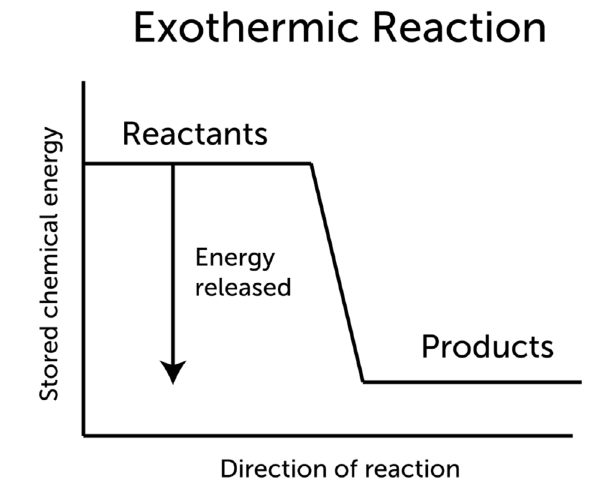 Exothermic Reaction
Stored chemical energy
Reactants
Energy
released
Products
Direction of reaction